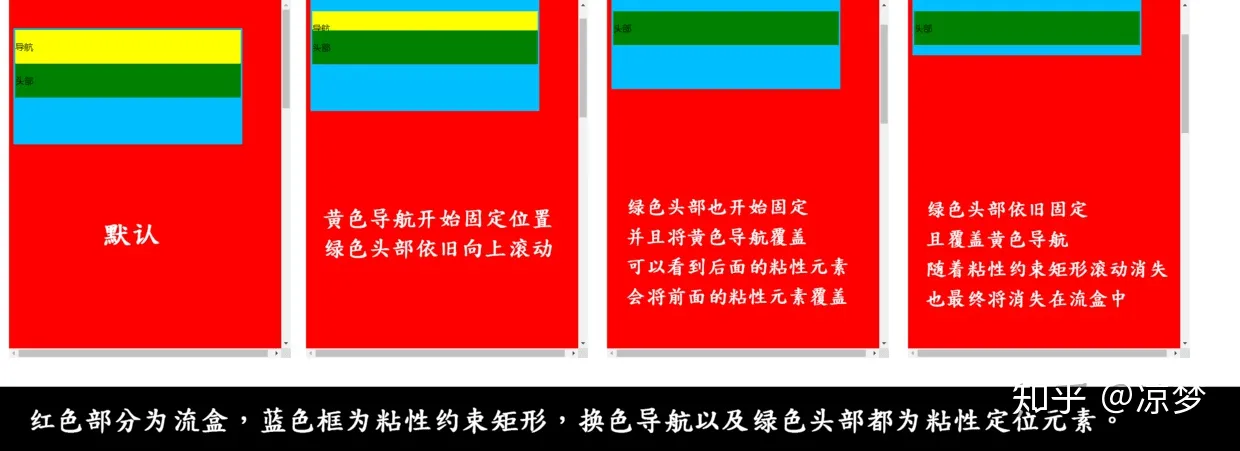 导航
头部
默认
导航
头部
黄色导航开始固定位置
绿色头部依旧向上滚动
头部
绿色头部也开始固定
并且将黄色导航覆盖
可以看到后面的粘性元素
会将前面的粘性元素覆盖
头部
绿色头部依旧固定
且覆盖黄色导航
随着粘性约束矩形滚动消失
也最终将消失在流盒中
知乎 @凉梦
红色部分为流盒，蓝色框为粘性约束矩形，换色导航以及绿色头部都为粘性定位元素。